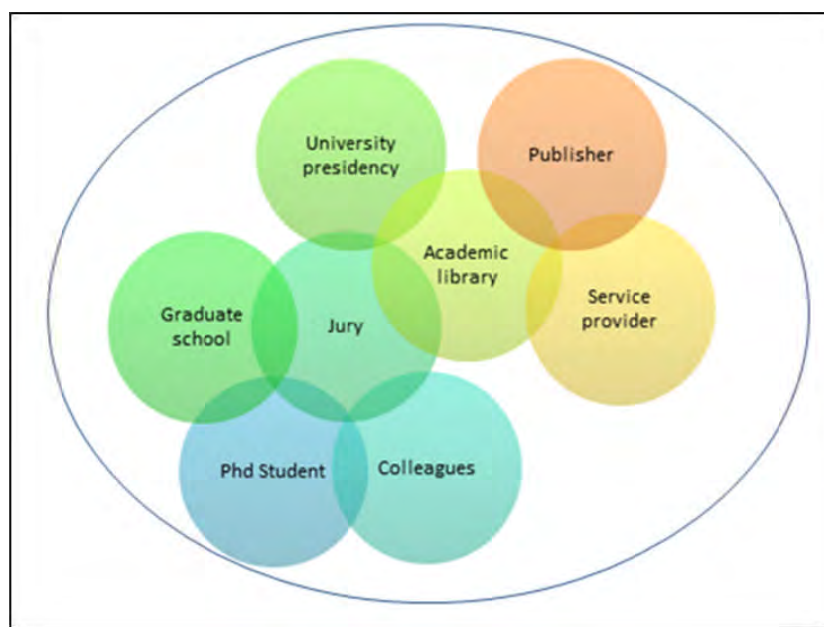 University
presidency
Publisher
Academic
library
Service
provider
Graduate
school
Jury
Phd Student
Colleagues